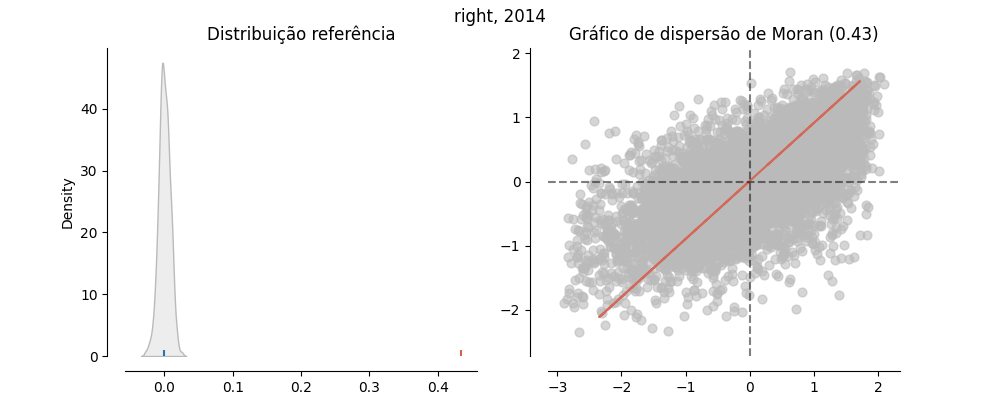 right, 2014
Distribuição referência
Density
40
30
20
10
0
0.0 0.1 0.2 0.3 0.4
Gráfico de dispersão de Moran (0.43)
2
1
0
−1
−2
−3 −2 −1 0 1 2